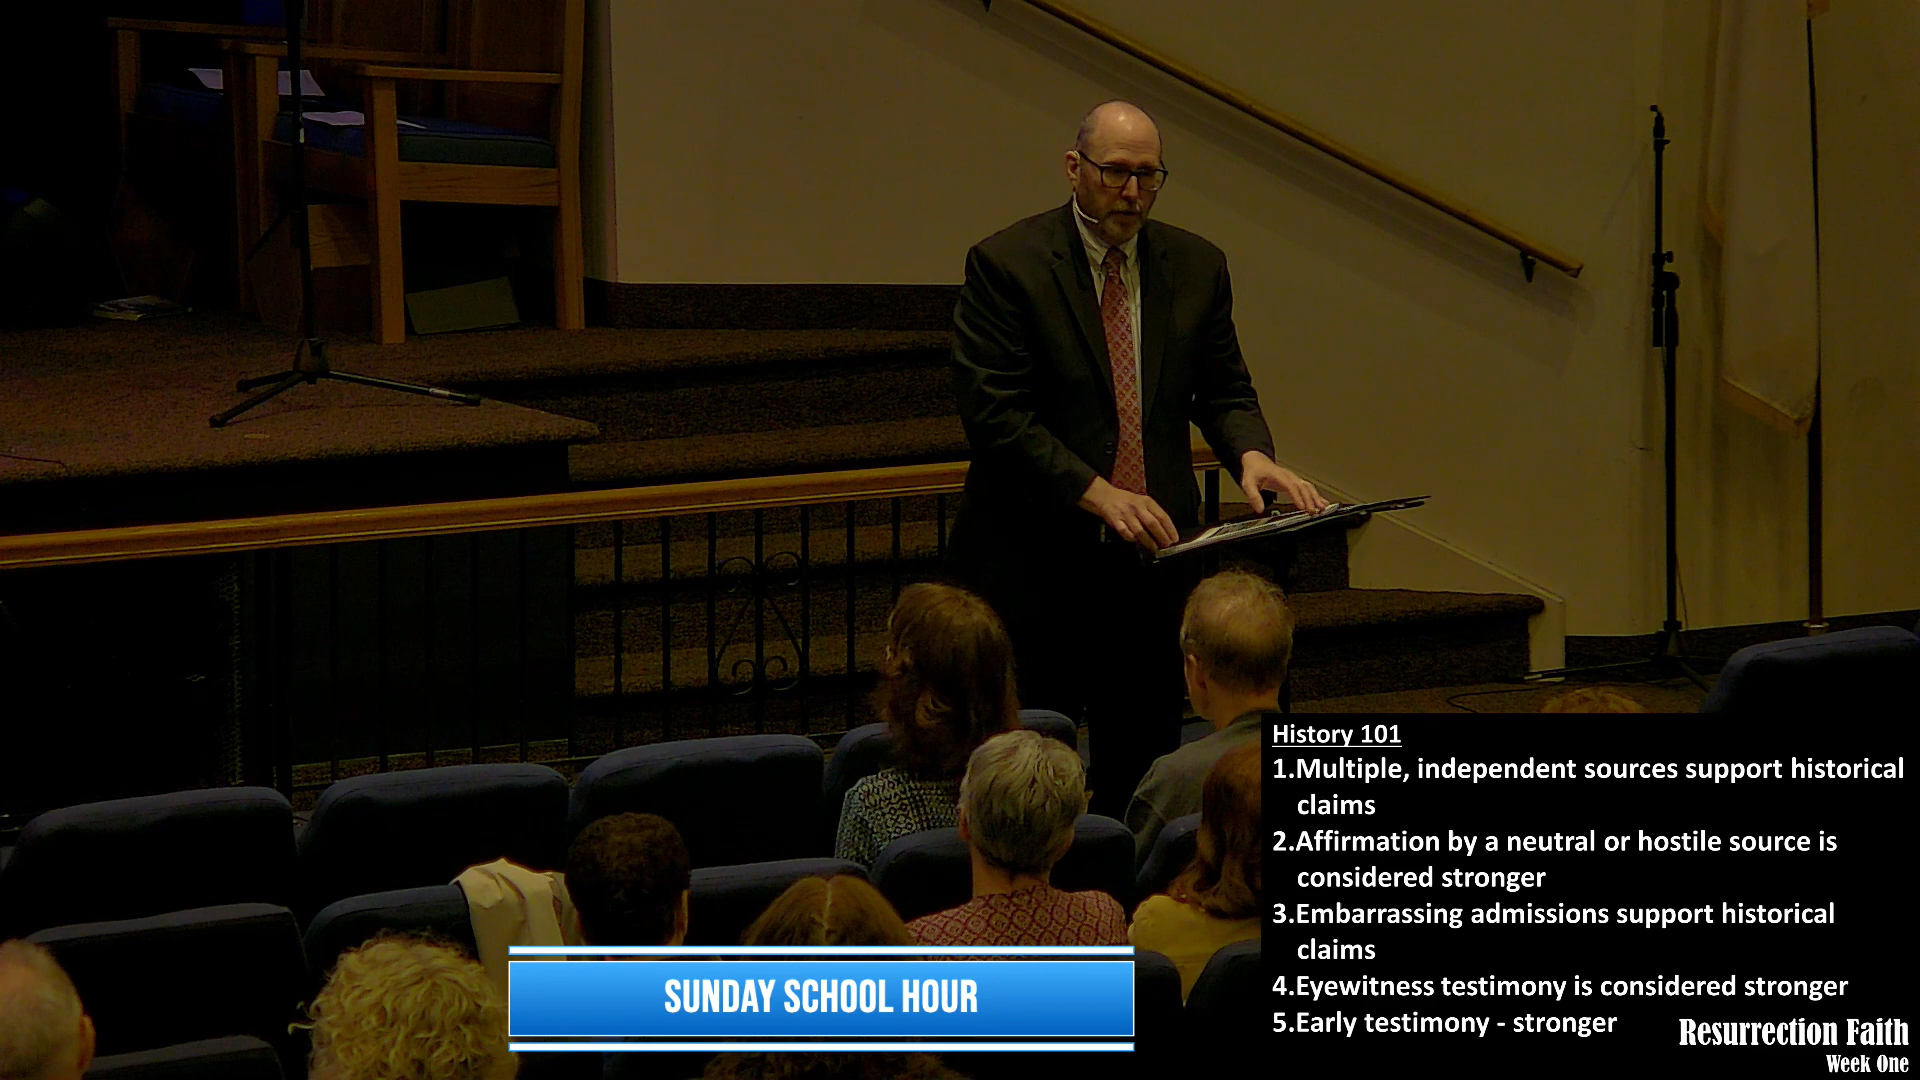 History 101
1.Multiple, independent sources support historical
claims
2.Affirmation by a neutral or hostile source is
considered stronger
3.Embarrassing admissions support historical
claims
4.Eyewitness testimony is considered stronger
5.Early testimony - stronger
SUNDAY SCHOOL HOUR
Resurrection Faith
Week One